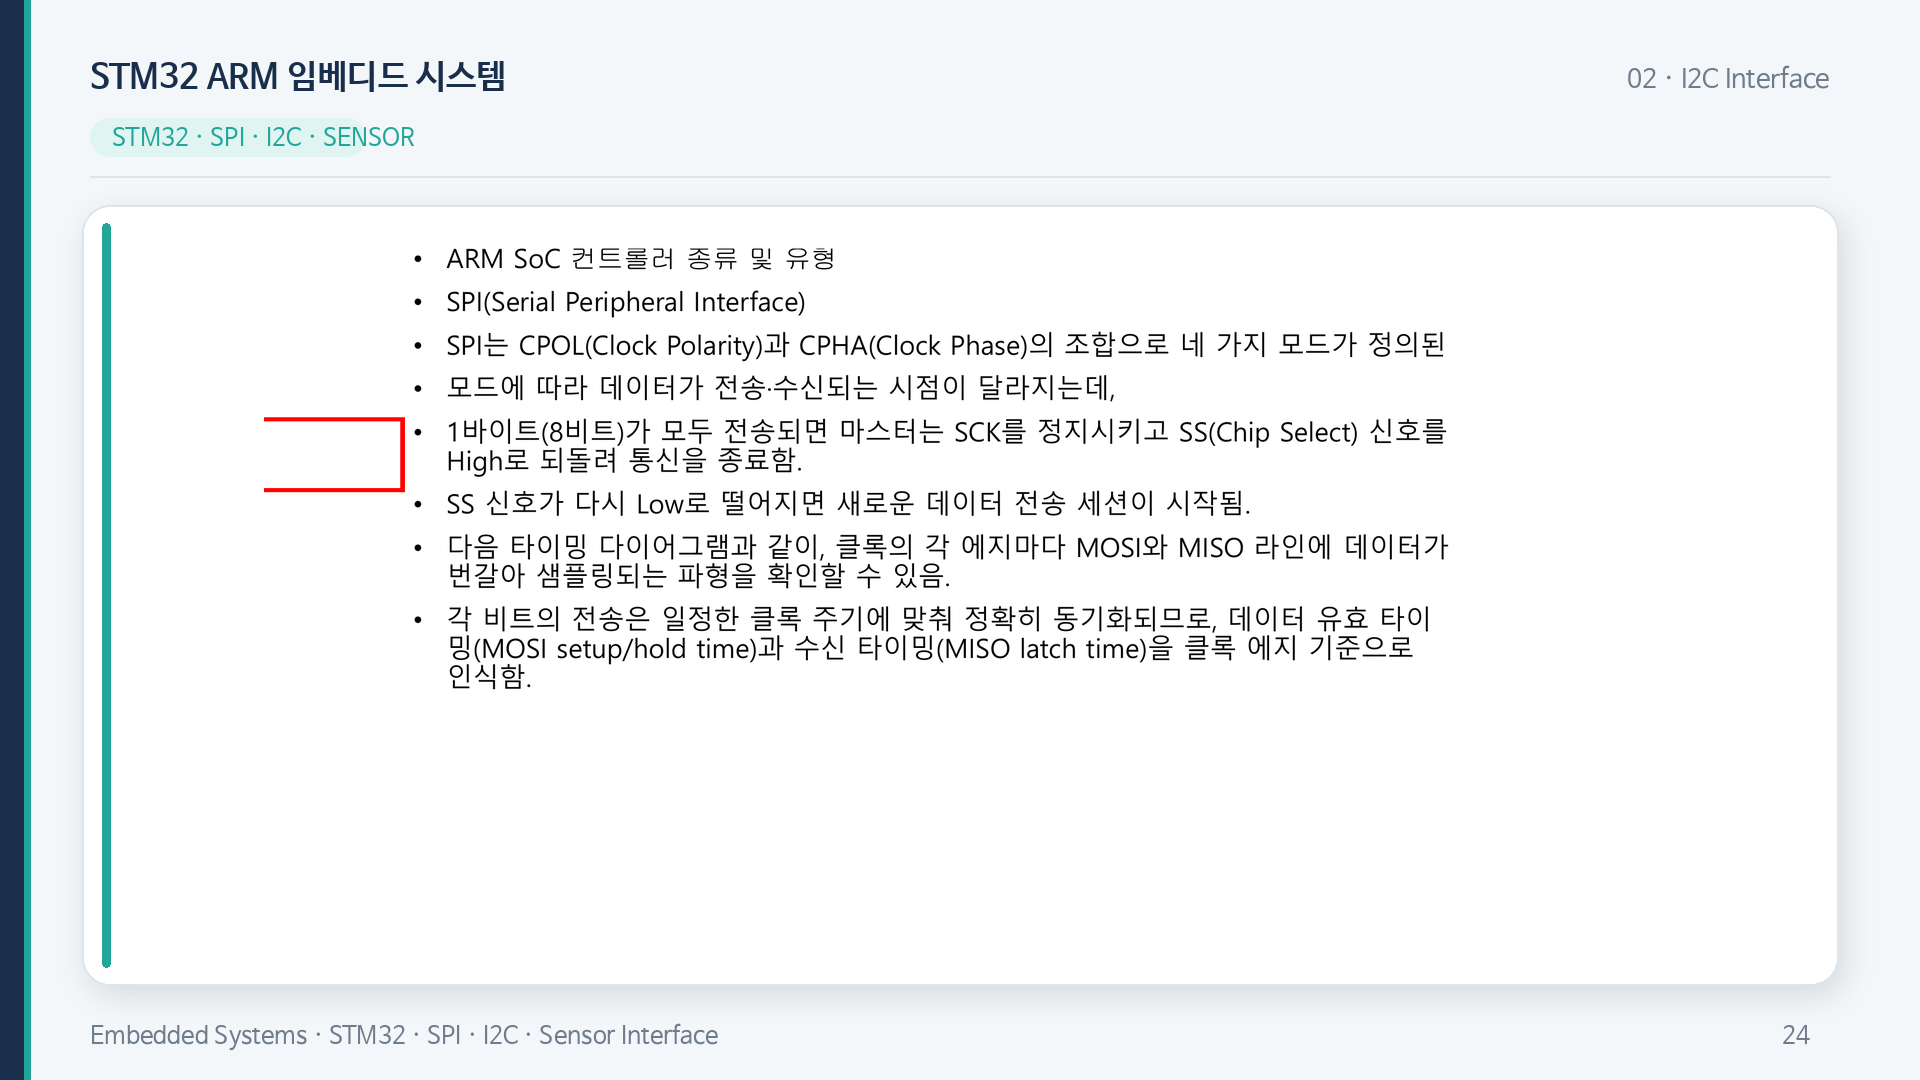 STM32 ARM 임베디드 시스템
02 · I2C Interface
STM32 · SPI · I2C · SENSOR
• ARM SoC 컨트롤러 종류 및 유형
• SPI(Serial Peripheral Interface)
• SPI는 CPOL(Clock Polarity)과 CPHA(Clock Phase)의 조합으로 네 가지 모드가 정의된
• 모드에 따라 데이터가 전송·수신되는 시점이 달라지는데,
• 1바이트(8비트)가 모두 전송되면 마스터는 SCK를 정지시키고 SS(Chip Select) 신호를
High로 되돌려 통신을 종료함.
• SS 신호가 다시 Low로 떨어지면 새로운 데이터 전송 세션이 시작됨.
• 다음 타이밍 다이어그램과 같이, 클록의 각 에지마다 MOSI와 MISO 라인에 데이터가
번갈아 샘플링되는 파형을 확인할 수 있음.
• 각 비트의 전송은 일정한 클록 주기에 맞춰 정확히 동기화되므로, 데이터 유효 타이
밍(MOSI setup/hold time)과 수신 타이밍(MISO latch time)을 클록 에지 기준으로
인식함.
Embedded Systems · STM32 · SPI · I2C · Sensor Interface
24